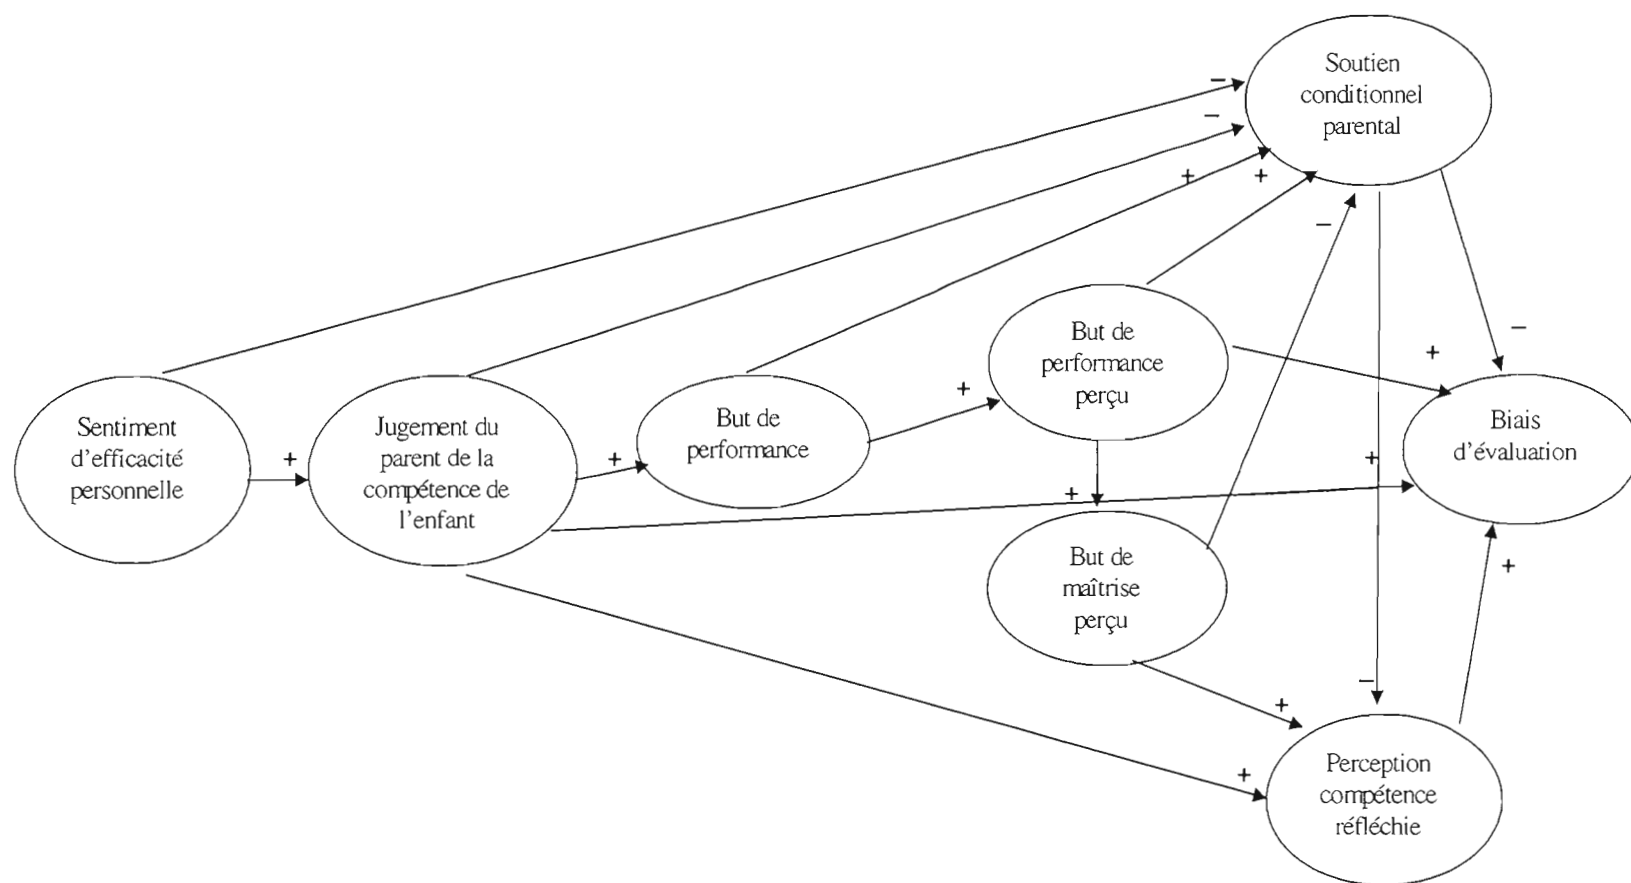 Soutien
conditionnel
parental
–
–
+
+
–
But de
performance
perçu
–
+
+
Sentiment
d'efficacité
personnelle
+
Jugement du
parent de la
compétence de
l'enfant
+
But de
performance
Biais
d'évaluation
+
+
But de
maîtrise
perçu
+
–
+
+
Perception
compétence
réfléchie